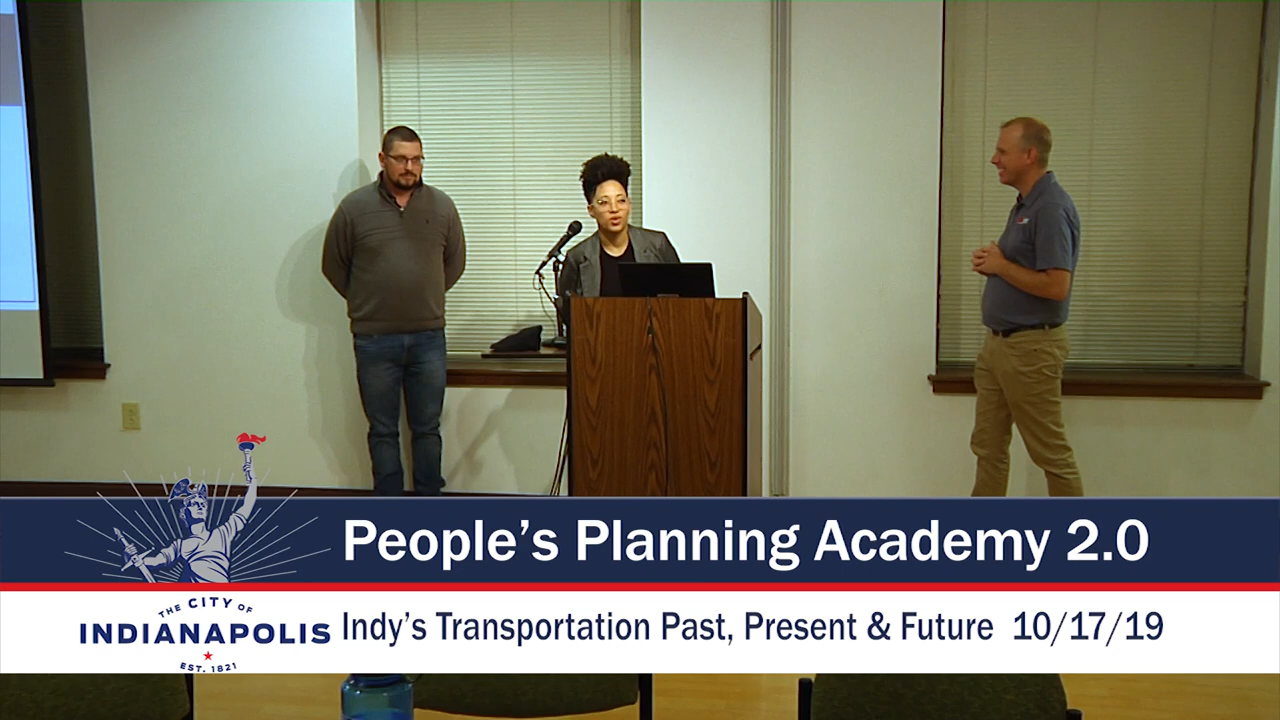 People's Planning Academy 2.0
THE CITY OF
INDIANAPOLIS
EST. 1821
Indy's Transportation Past, Present & Future 10/17/19